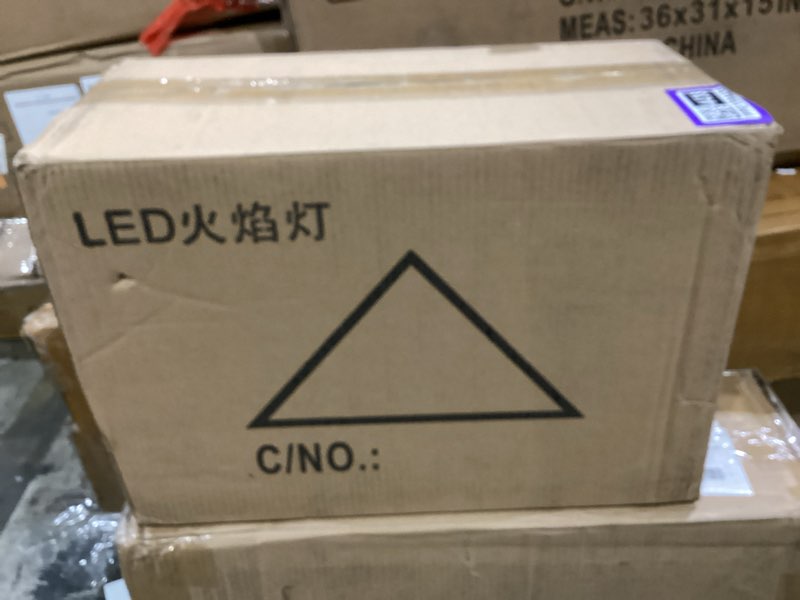 MEAS: 36x31x15IN
CHINA
LED火焰灯
C/NO.: